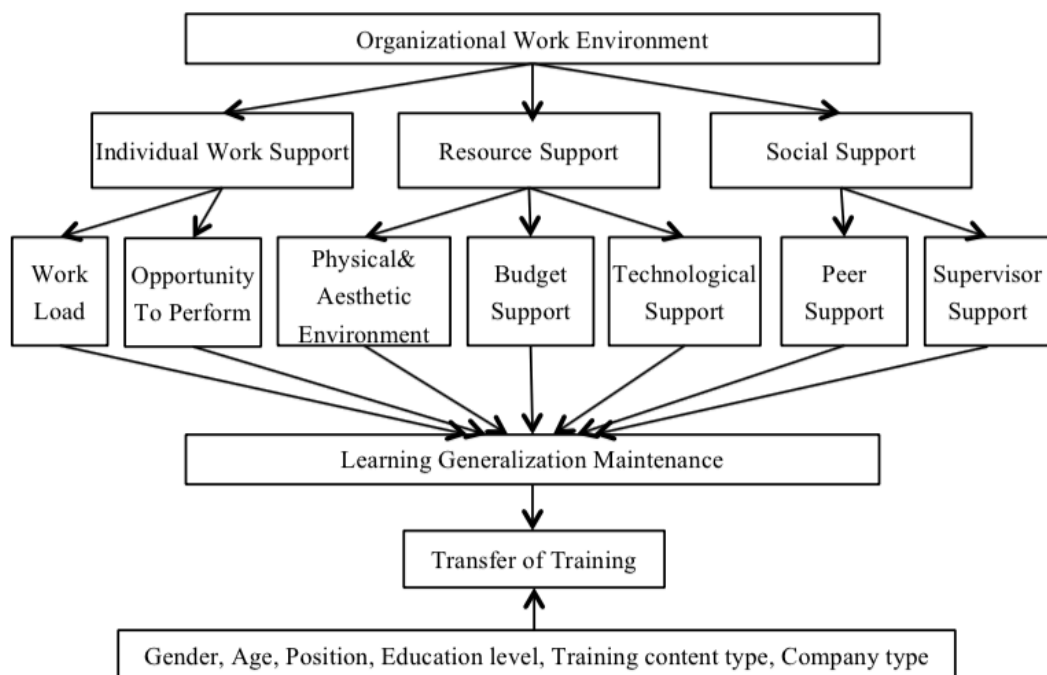 Organizational Work Environment
Individual Work Support
Resource Support
Social Support
Work
Load
Opportunity
To Perform
Physical&
Aesthetic
Environment
Budget
Support
Technological
Support
Peer
Support
Supervisor
Support
Learning Generalization Maintenance
Transfer of Training
Gender, Age, Position, Education level, Training content type, Company type